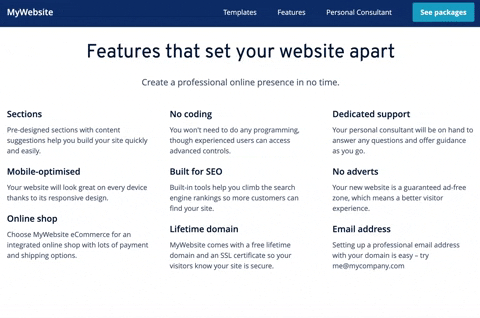 MyWebsite
Templates
Features
Personal Consultant
See packages
Features that set your website apart
Create a professional online presence in no time.
Sections
Pre-designed sections with content
suggestions help you build your site quickly
and easily.
Mobile-optimised
Your website will look great on every device
thanks to its responsive design.
Online shop
Choose MyWebsite eCommerce for an
integrated online shop with lots of payment
and shipping options.
No coding
You won't need to do any programming,
though experienced users can access
advanced controls.
Built for SEO
Built-in tools help you climb the search
engine rankings so more customers can
find your site.
Lifetime domain
MyWebsite comes with a free lifetime
domain and an SSL certificate so your
visitors know your site is secure.
Dedicated support
Your personal consultant will be on hand to
answer any questions and offer guidance
as you go.
No adverts
Your new website is a guaranteed ad-free
zone, which means a better visitor
experience.
Email address
Setting up a professional email address
with your domain is easy – try
me@mycompany.com